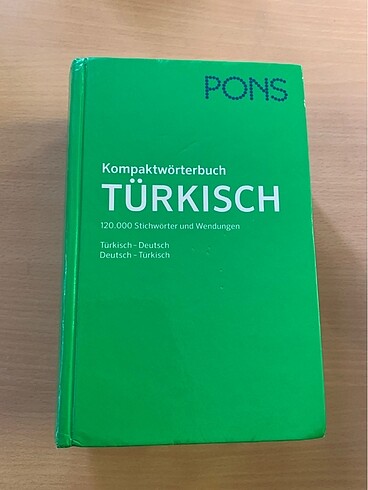 PONS
Kompaktwörterbuch
TÜRKISCH
120.000 Stichwörter und Wendungen
Türkisch – Deutsch
Deutsch – Türkisch